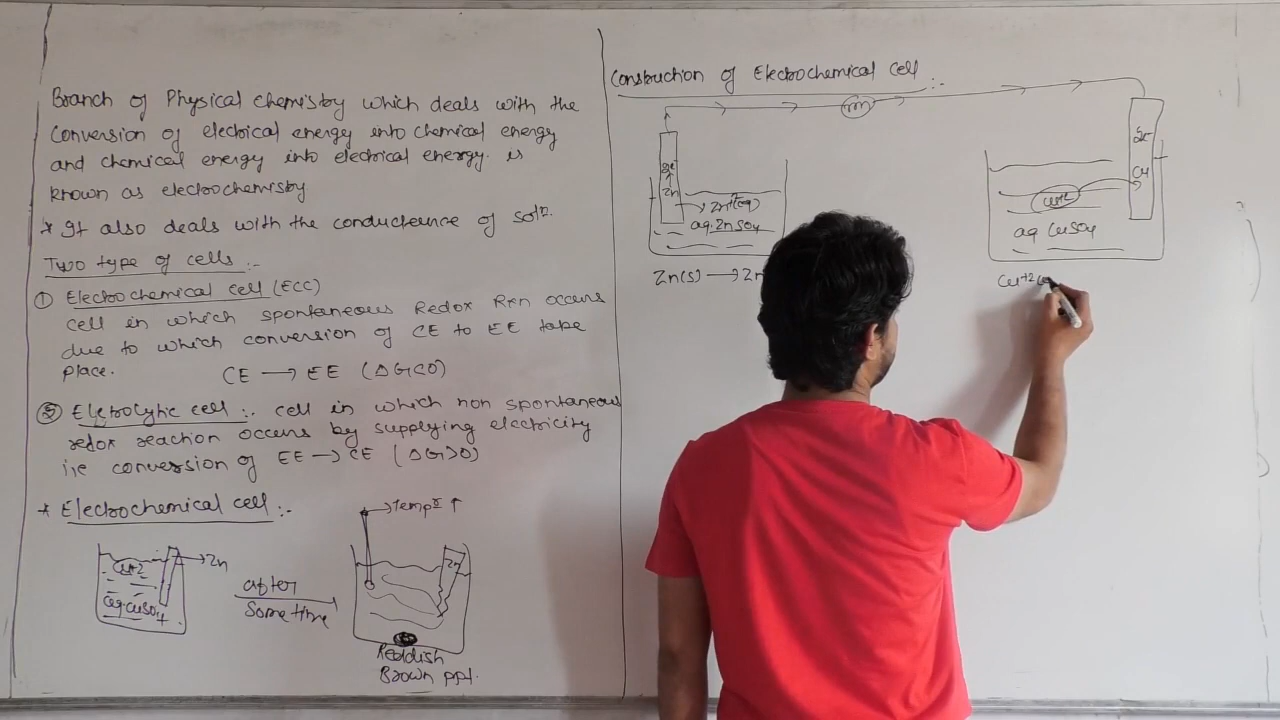 Branch of Physical chemistry which deals with the
Conversion of electrical energy into chemical energy
and chemical energy into electrical energy. is
known as electrochemistry
* It also deals with the conductance of solⁿ.
Two type of cells :-
① Electrochemical cell (ECC)
cell in which spontaneous Redox Rxn occurs
due to which conversion of CE to EE take
place.
CE → EE (ΔG<0)
② Eletrolytic cell :. cell in which non spontaneous
redox reaction occurs by supplying electricity
i,e conversion of EE → CE (ΔG>0)
* Electrochemical cell :-
→ Tempʳ ↑
Cu+2
→ Zn
aq.CuSO4
after
Some time
Zn
Reddish
Brown ppt.
Construction of Electrochemical cell :-
m
2e⁻
Zn
→ Zn+2(aq)
aq. ZnSO4
Zn(s) → Zn
2e⁻
Cu
Cu+2
aq CuSO4
Cu+2